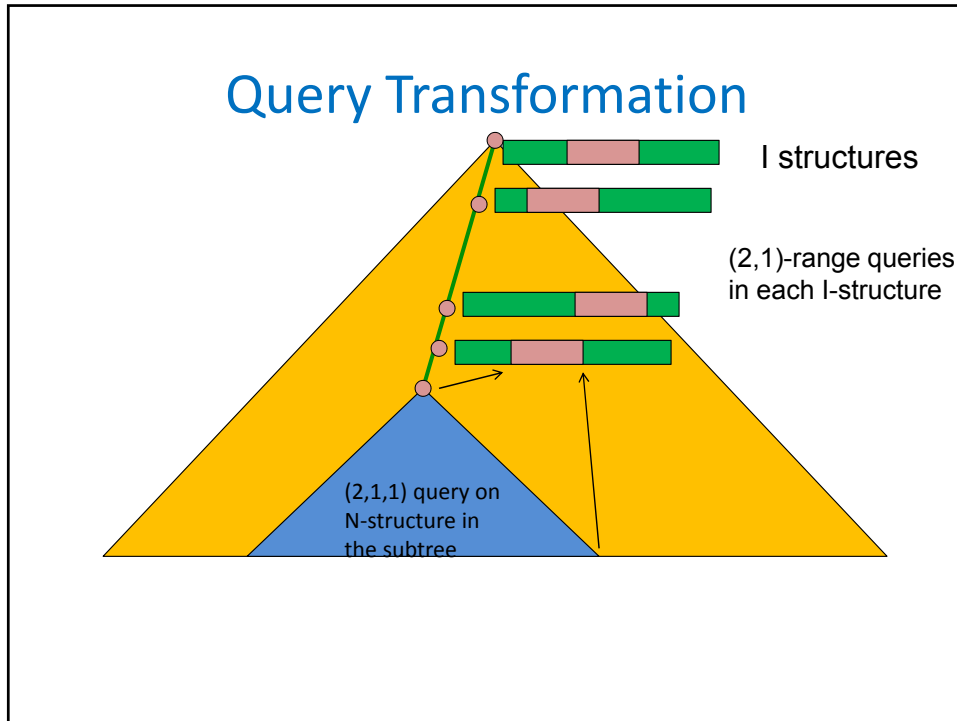 Query Transformation
I structures
(2,1)-range queries
in each I-structure
(2,1,1) query on
N-structure in
the subtree